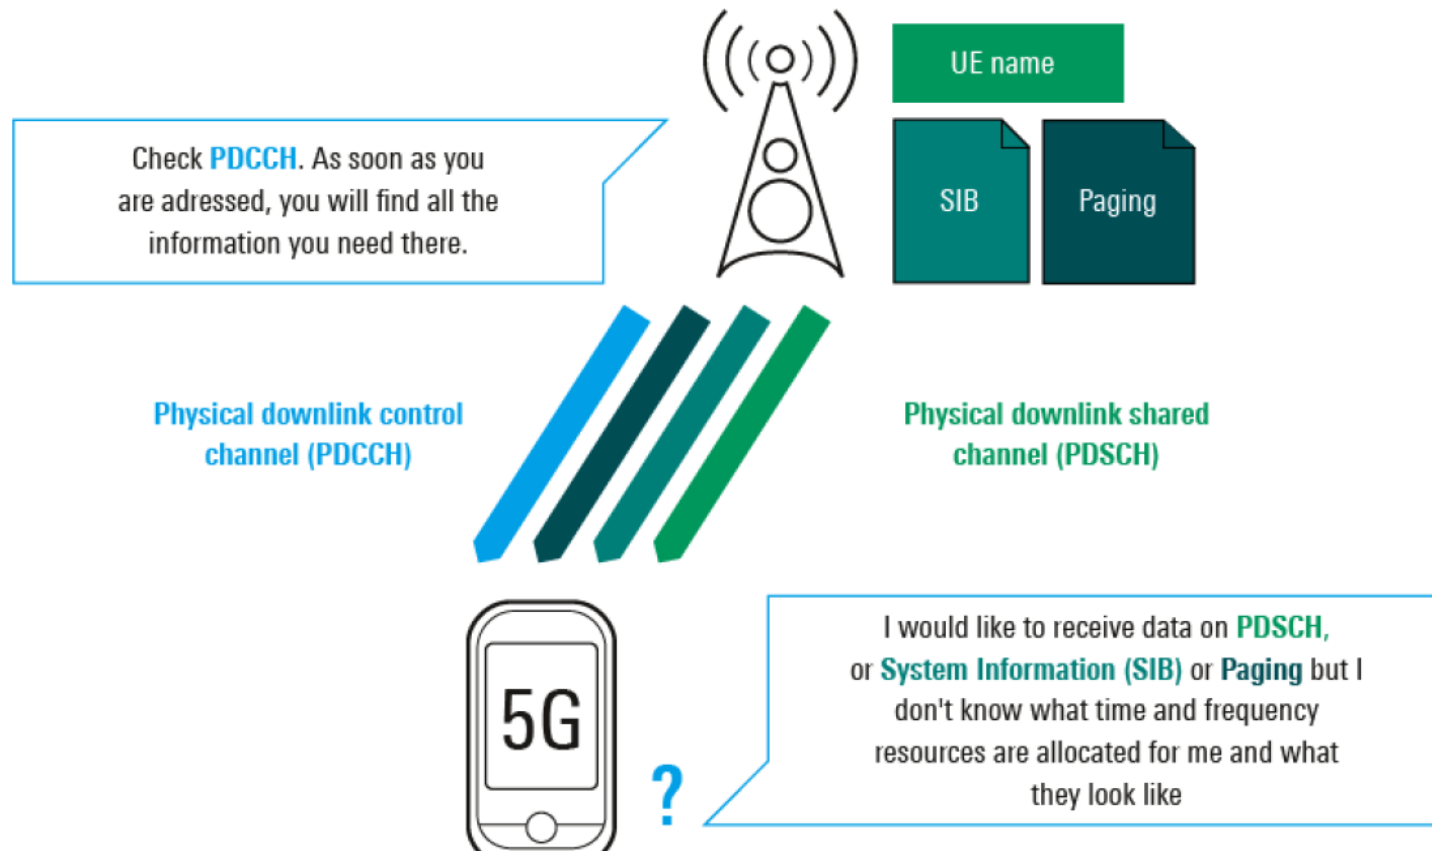 UE name
Check PDCCH. As soon as you
are adressed, you will find all the
information you need there.
SIB
Paging
Physical downlink control
channel (PDCCH)
Physical downlink shared
channel (PDSCH)
5G
?
I would like to receive data on PDSCH,
or System Information (SIB) or Paging but I
don't know what time and frequency
resources are allocated for me and what
they look like